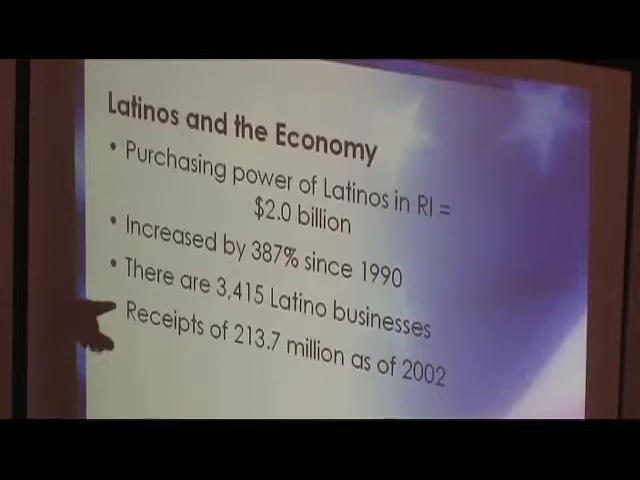 Latinos and the Economy
• Purchasing power of Latinos in RI =
$2.0 billion
• Increased by 387% since 1990
• There are 3,415 Latino businesses
Receipts of 213.7 million as of 2002